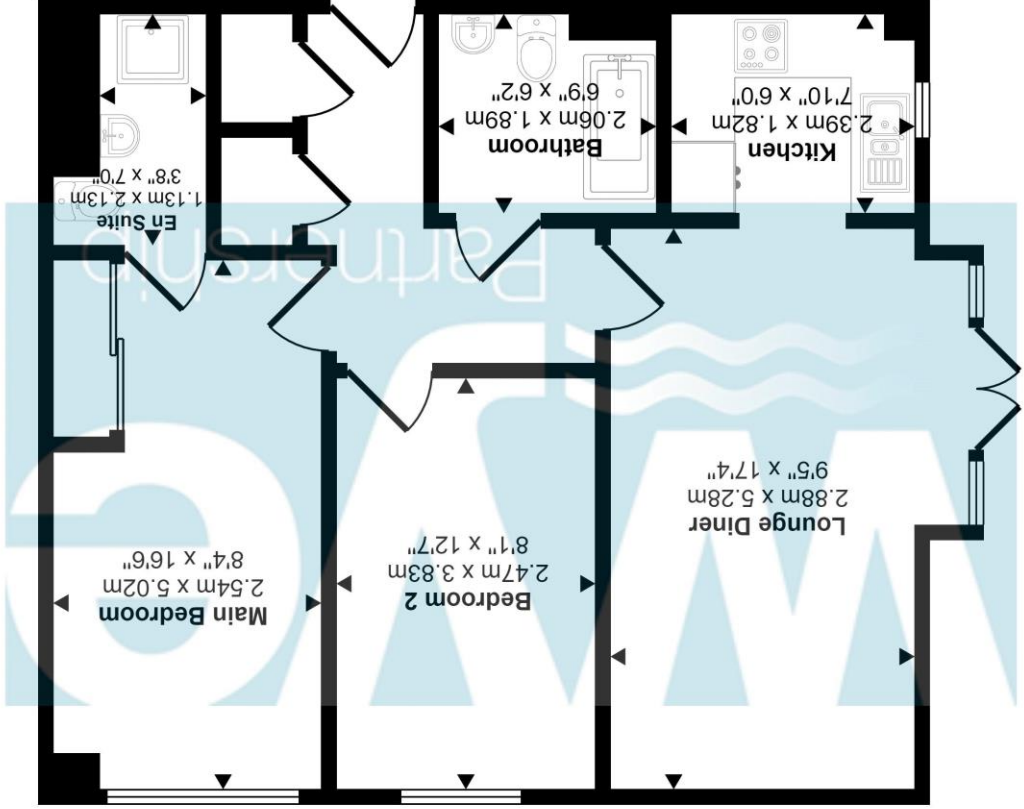 Main Bedroom
2.54m x 5.02m
8'4" x 16'6"
Bedroom 2
2.47m x 3.83m
8'1" x 12'7"
Lounge Diner
2.88m x 5.28m
9'5" x 17'4"
Partnership
En Suite
1.13m x 2.13m
3'8" x 7'0"
Kitchen
2.39m x 1.82m
7'10" x 6'0"
Bathroom
2.06m x 1.89m
6'9" x 6'2"